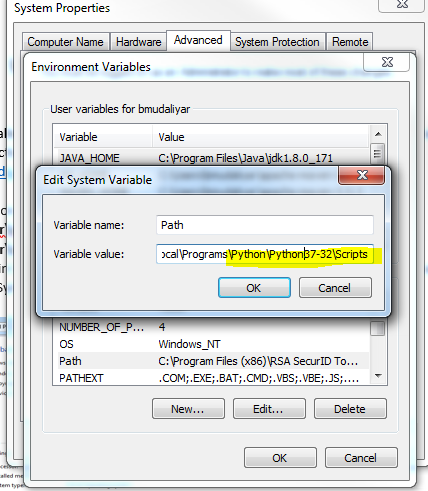 System Properties
Computer Name Hardware Advanced System Protection Remote
Environment Variables
User variables for bmudaliyar
Variable Value
JAVA_HOME C:\Program Files\Java\jdk1.8.0_171
Edit System Variable
Variable name: Path
Variable value: ocal\Programs\Python\Python37-32\Scripts
OK Cancel
NUMBER_OF_P... 4
OS Windows_NT
Path C:\Program Files (x86)\RSA SecurID To...
PATHEXT .COM;.EXE;.BAT;.CMD;.VBS;.VBE;.JS;....
New... Edit... Delete
OK Cancel